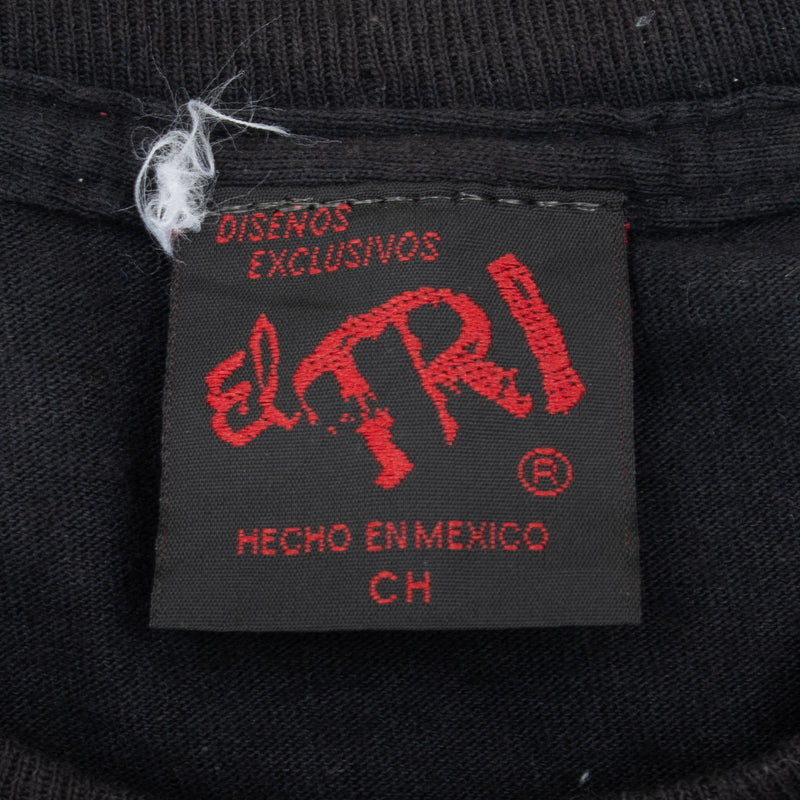 DISENOS
EXCLUSIVOS
El TRI
®
HECHO EN MEXICO
CH